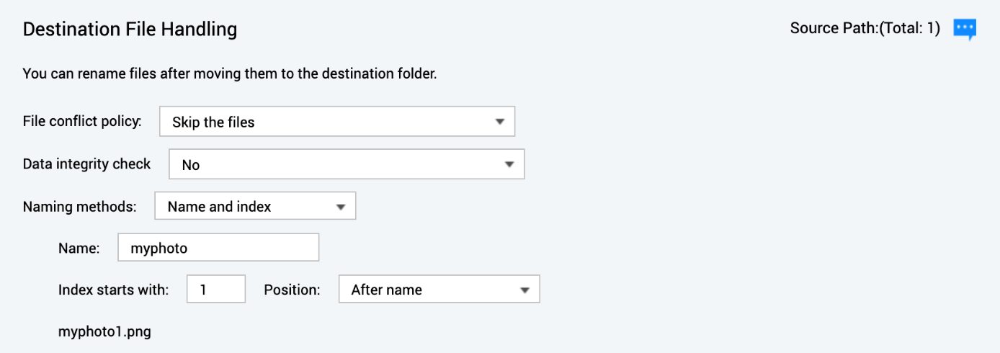 Destination File Handling
Source Path:(Total: 1)
You can rename files after moving them to the destination folder.
File conflict policy: Skip the files
Data integrity check No
Naming methods: Name and index
Name: myphoto
Index starts with: 1 Position: After name
myphoto1.png